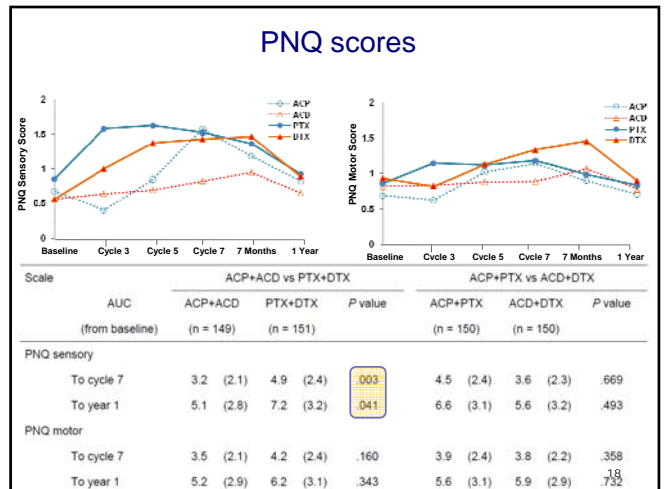 PNQ scores
PNQ Sensory Score
2
1.5
1
0.5
0
ACP
ACD
PTX
DTX
Baseline Cycle 3 Cycle 5 Cycle 7 7 Months 1 Year
PNQ Motor Score
2
1.5
1
0.5
0
ACP
ACD
PTX
DTX
Baseline Cycle 3 Cycle 5 Cycle 7 7 Months 1 Year
Scale ACP+ACD vs PTX+DTX ACP+PTX vs ACD+DTX
AUC ACP+ACD PTX+DTX P value ACP+PTX ACD+DTX P value
(from baseline) (n = 149) (n = 151) (n = 150) (n = 150)
PNQ sensory
To cycle 7 3.2 (2.1) 4.9 (2.4) .003 4.5 (2.4) 3.6 (2.3) .669
To year 1 5.1 (2.8) 7.2 (3.2) .041 6.6 (3.1) 5.6 (3.2) .493
PNQ motor
To cycle 7 3.5 (2.1) 4.2 (2.4) .160 3.9 (2.4) 3.8 (2.2) .358
To year 1 5.2 (2.9) 6.2 (3.1) .343 5.6 (3.1) 5.9 (2.9) .732
18